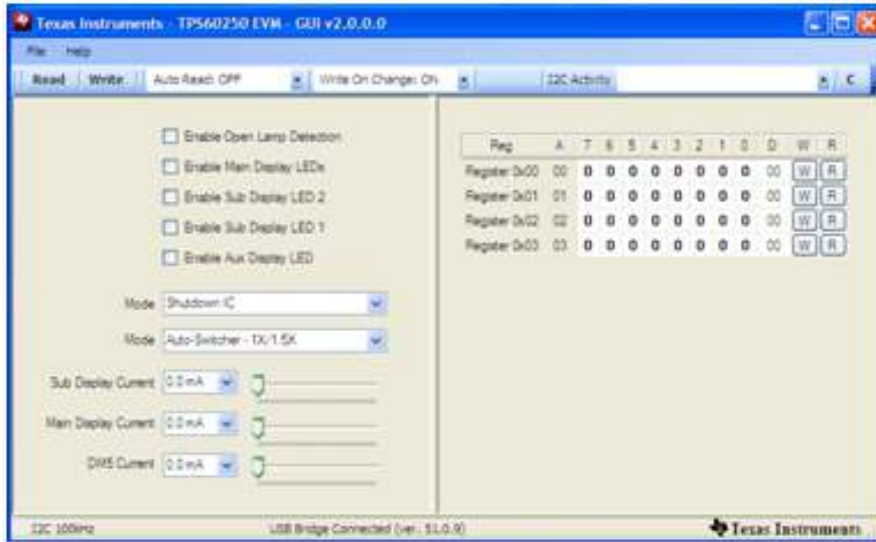 Texas Instruments - TPS60250 EVM - GUI v2.0.0.0
File Help
Read Write Auto Read: OFF Write On Change: ON I2C Activity C
Enable Open Lamp Detection
Enable Main Display LEDs
Enable Sub Display LED 2
Enable Sub Display LED 1
Enable Aux Display LED
Mode Shutdown IC
Mode Auto-Switcher - 1X/1.5X
Sub Display Current 0.0 mA
Main Display Current 0.0 mA
DM5 Current 0.0 mA
Reg A 7 6 5 4 3 2 1 0 D W R
Register 0x00 00 0 0 0 0 0 0 0 0 00 W R
Register 0x01 01 0 0 0 0 0 0 0 0 00 W R
Register 0x02 02 0 0 0 0 0 0 0 0 00 W R
Register 0x03 03 0 0 0 0 0 0 0 0 00 W R
I2C 100kHz USB Bridge Connected (ver. 51.0.9) Texas Instruments